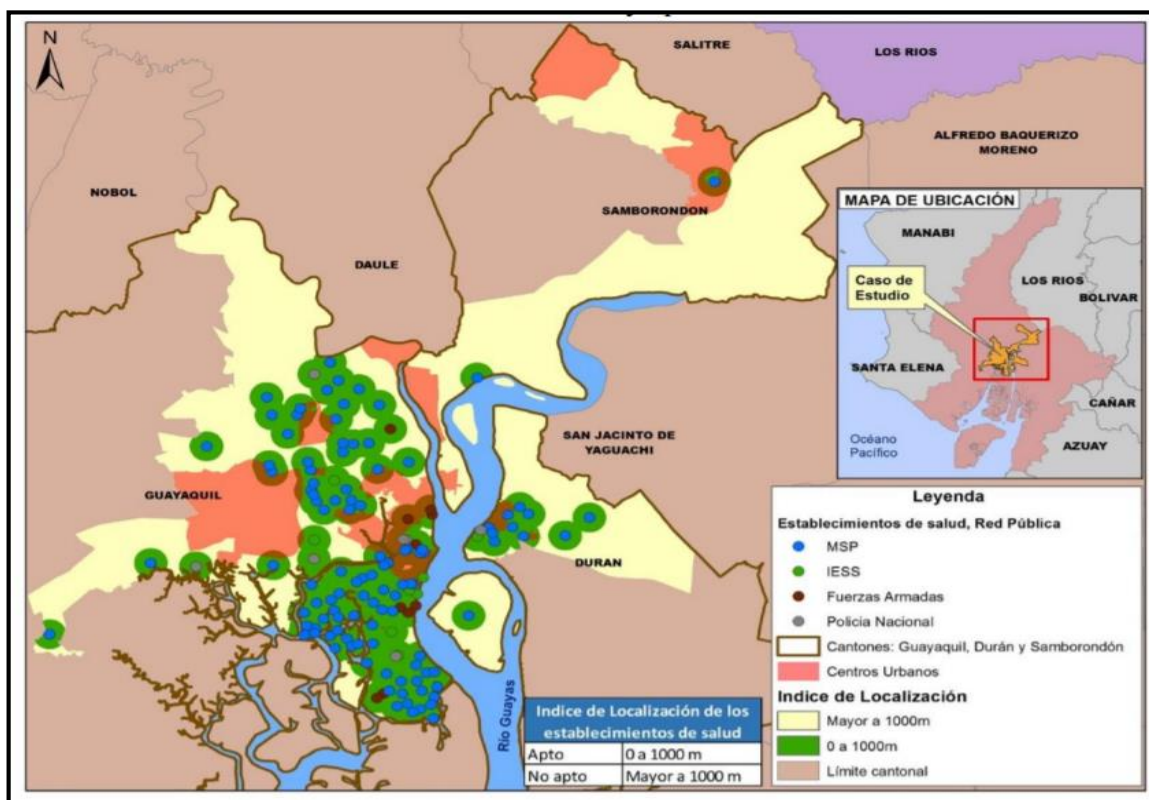 N
SALITRE
LOS RIOS
ALFREDO BAQUERIZO
MORENO
NOBOL
SAMBORONDON
DAULE
MAPA DE UBICACIÓN
MANABI
Caso de
Estudio
LOS RIOS
BOLIVAR
SANTA ELENA
CAÑAR
AZUAY
Océano
Pacífico
SAN JACINTO DE
YAGUACHI
GUAYAQUIL
DURAN
Río Guayas
Indice de Localización de los
establecimientos de salud
Apto 0 a 1000 m
No apto Mayor a 1000 m
Leyenda
Establecimientos de salud, Red Pública
MSP
IESS
Fuerzas Armadas
Policia Nacional
Cantones: Guayaquil, Durán y Samborondón
Centros Urbanos
Indice de Localización
Mayor a 1000m
0 a 1000m
Límite cantonal